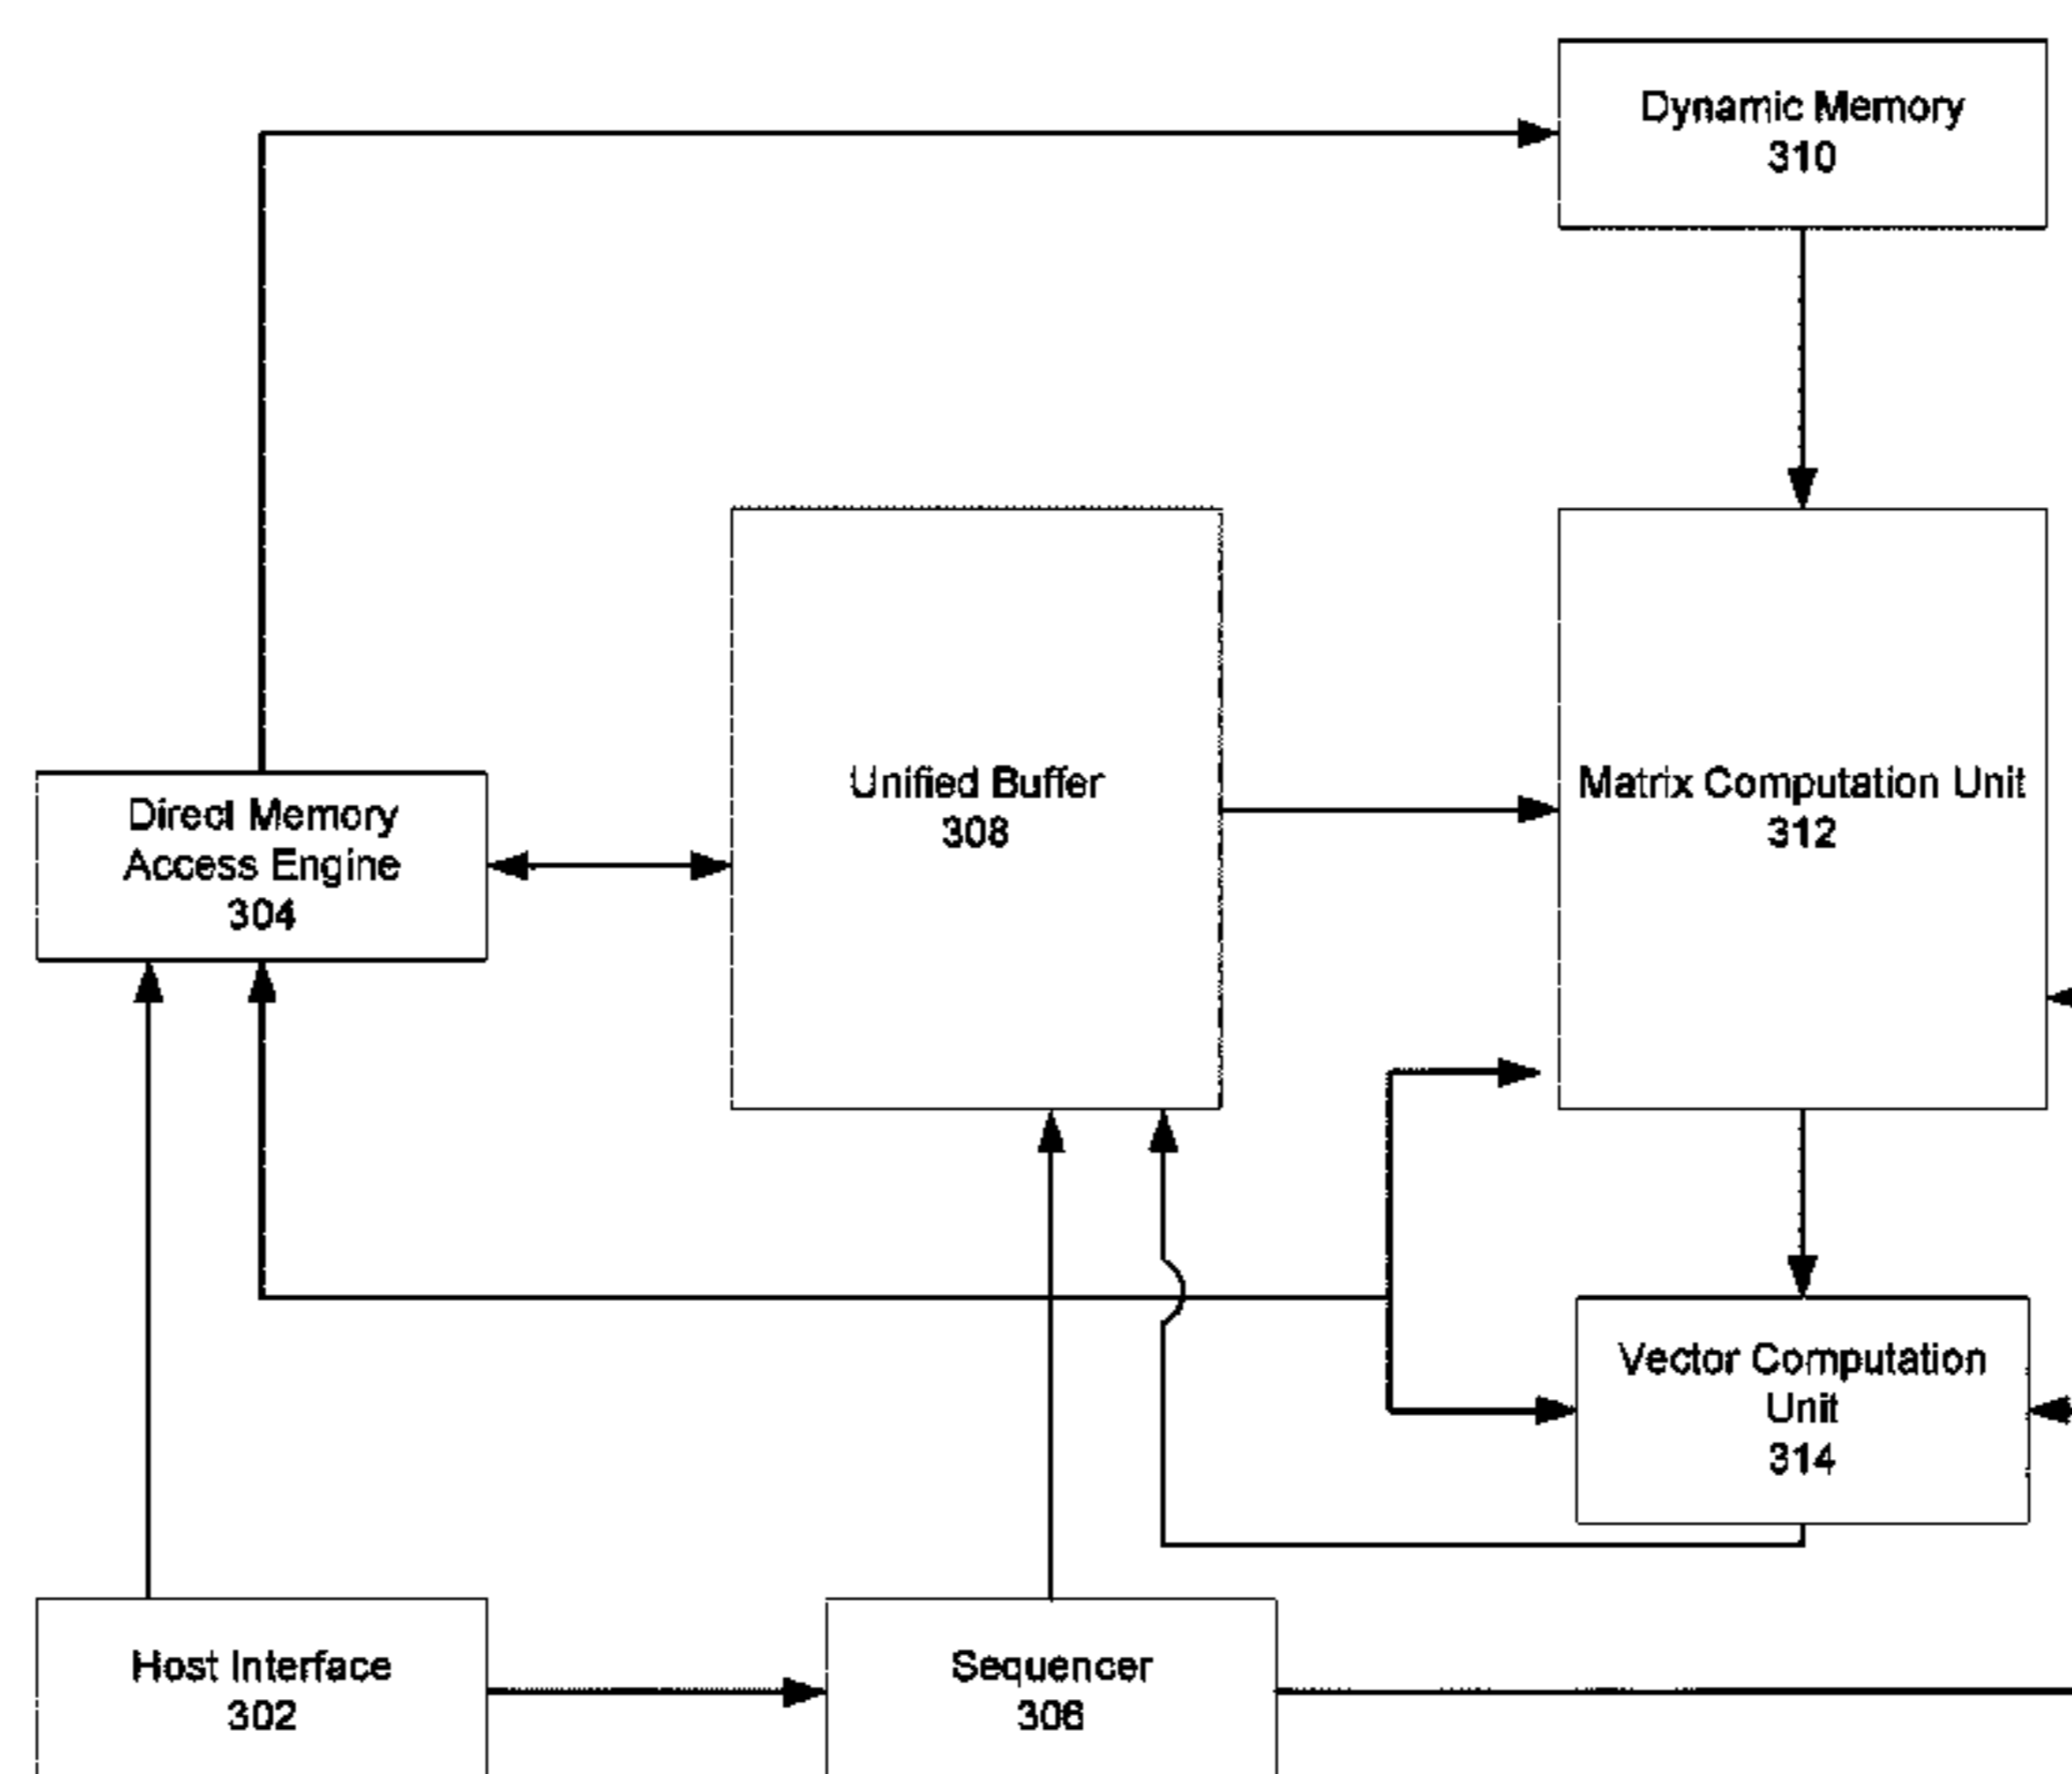 Dynamic Memory
310
Unified Buffer
308
Matrix Computation Unit
312
Direct Memory
Access Engine
304
Vector Computation
Unit
314
Host Interface
302
Sequencer
306